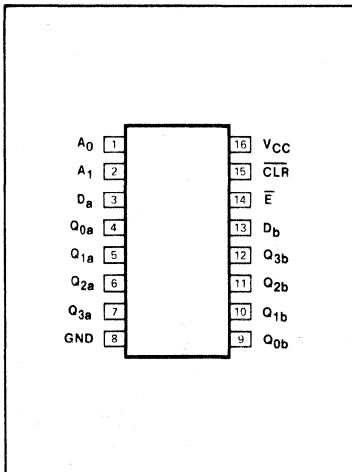 A0 1 16 VCC
A1 2 15 CLR
Da 3 14 E
Q0a 4 13 Db
Q1a 5 12 Q3b
Q2a 6 11 Q2b
Q3a 7 10 Q1b
GND 8 9 Q0b